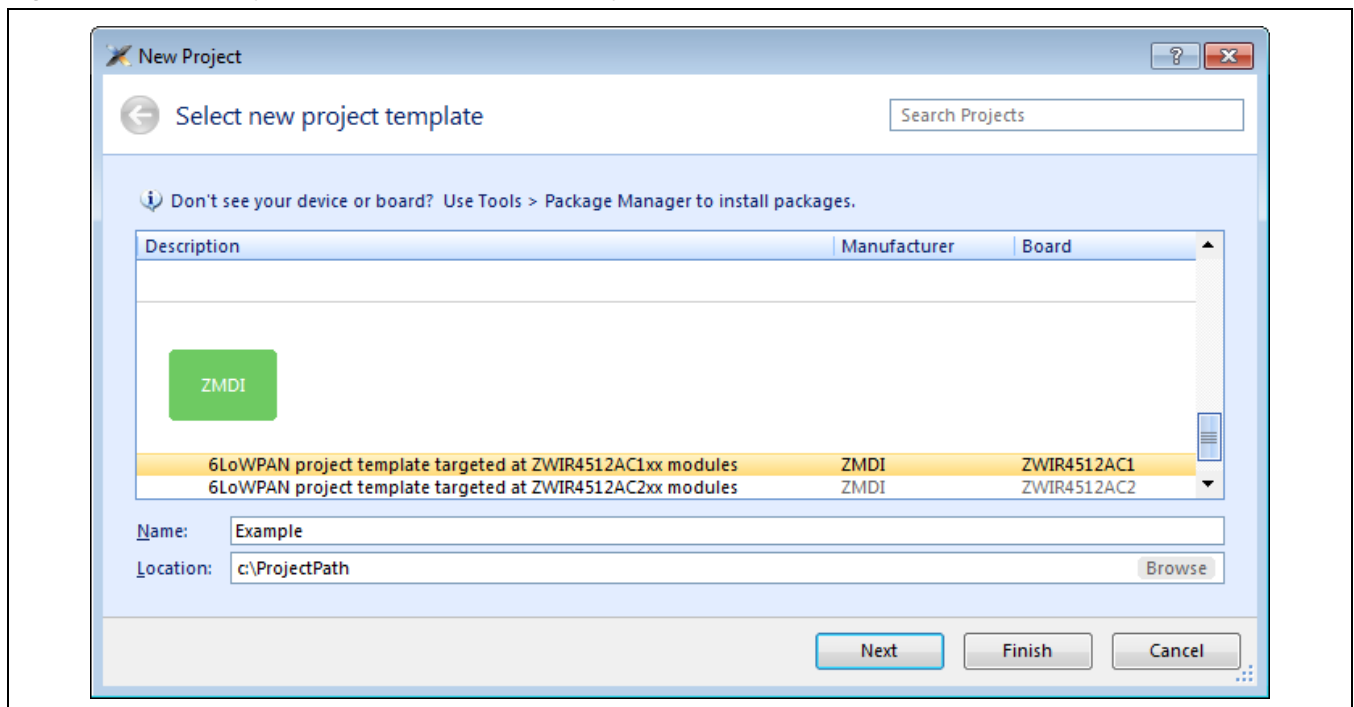 New Project
?
Select new project template
Search Projects
i Don't see your device or board? Use Tools > Package Manager to install packages.
Description Manufacturer Board
ZMDI
6LoWPAN project template targeted at ZWIR4512AC1xx modules ZMDI ZWIR4512AC1
6LoWPAN project template targeted at ZWIR4512AC2xx modules ZMDI ZWIR4512AC2
Name: Example
Location: c:\ProjectPath Browse
Next Finish Cancel